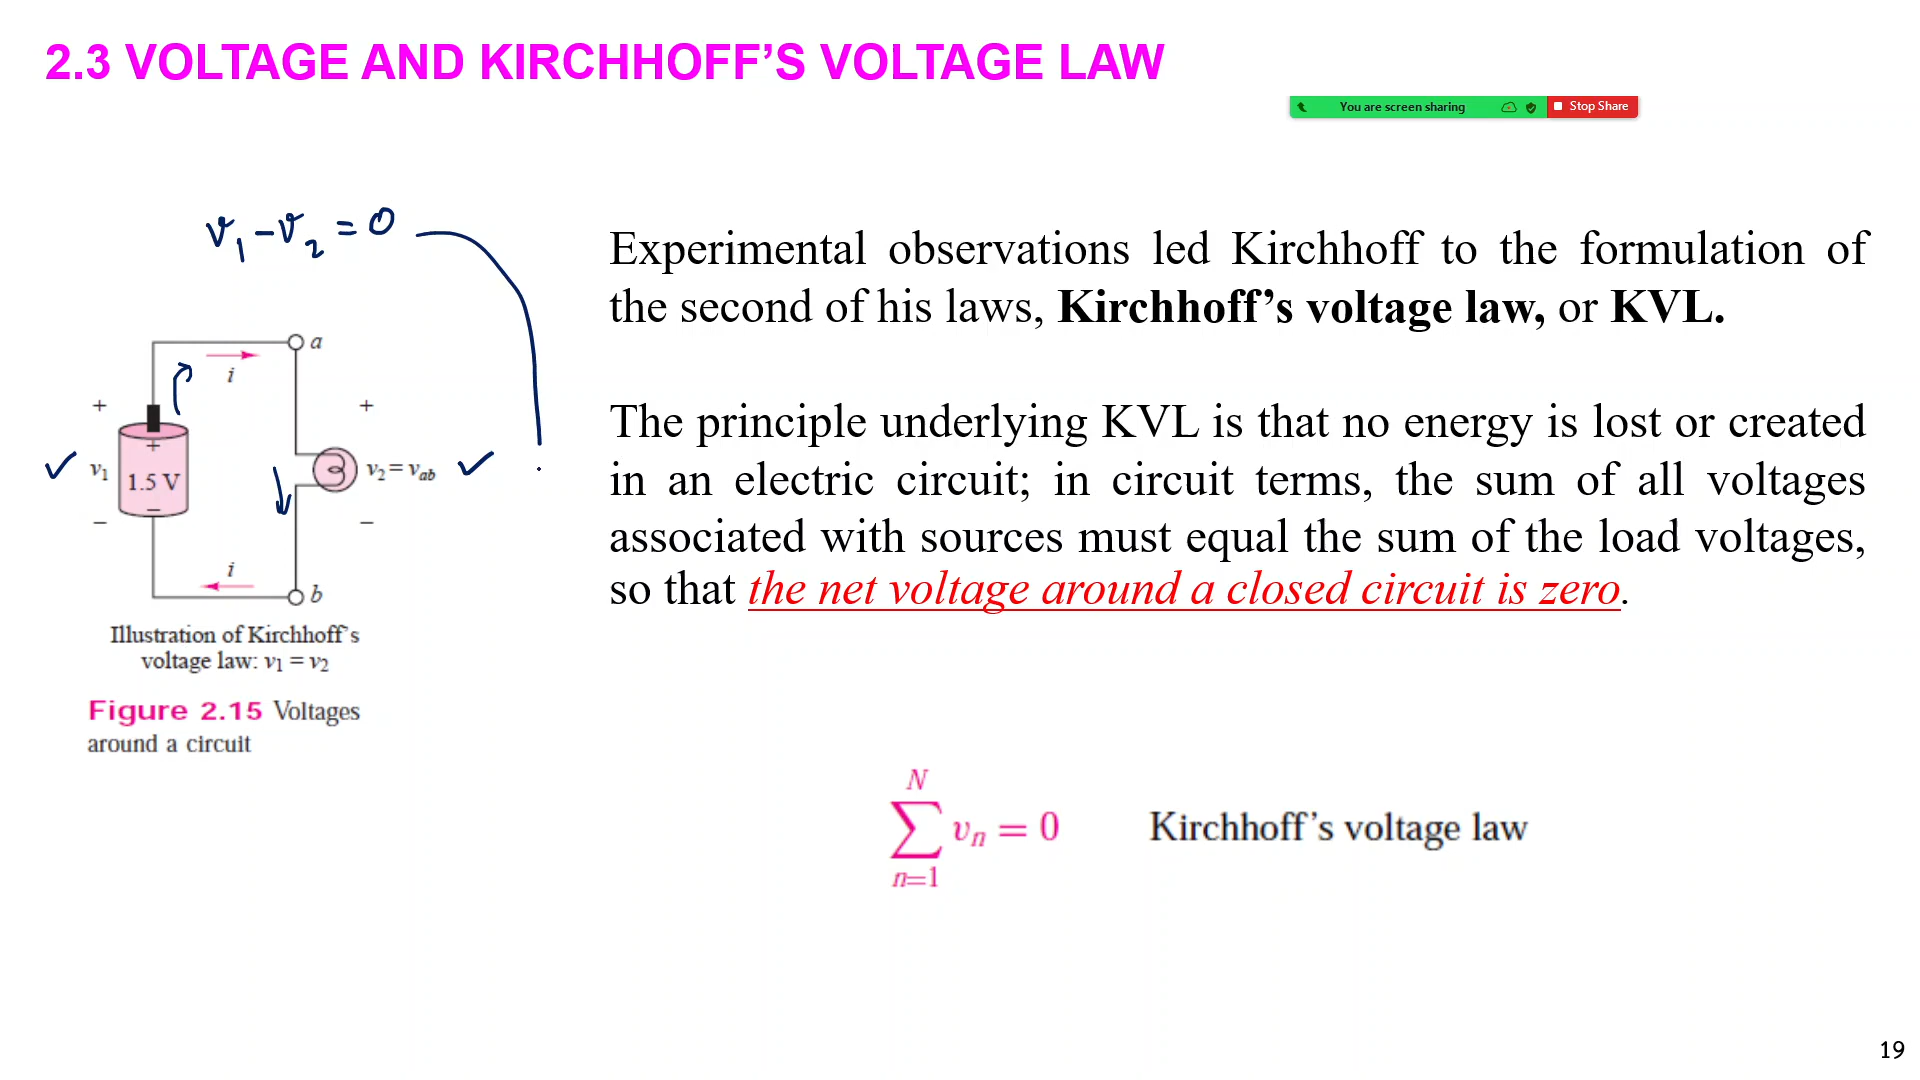 2.3 VOLTAGE AND KIRCHHOFF’S VOLTAGE LAW
You are screen sharing
Stop Share
v₁ – v₂ = 0
Experimental observations led Kirchhoff to the formulation of
the second of his laws, Kirchhoff’s voltage law, or KVL.
The principle underlying KVL is that no energy is lost or created
in an electric circuit; in circuit terms, the sum of all voltages
associated with sources must equal the sum of the load voltages,
so that the net voltage around a closed circuit is zero.
a
i
+ +
+
v₁ 1.5 V v₂ = vab
–
– –
i
b
Illustration of Kirchhoff’s
voltage law: v₁ = v₂
Figure 2.15 Voltages
around a circuit
N
∑ vn = 0 Kirchhoff’s voltage law
n=1
19